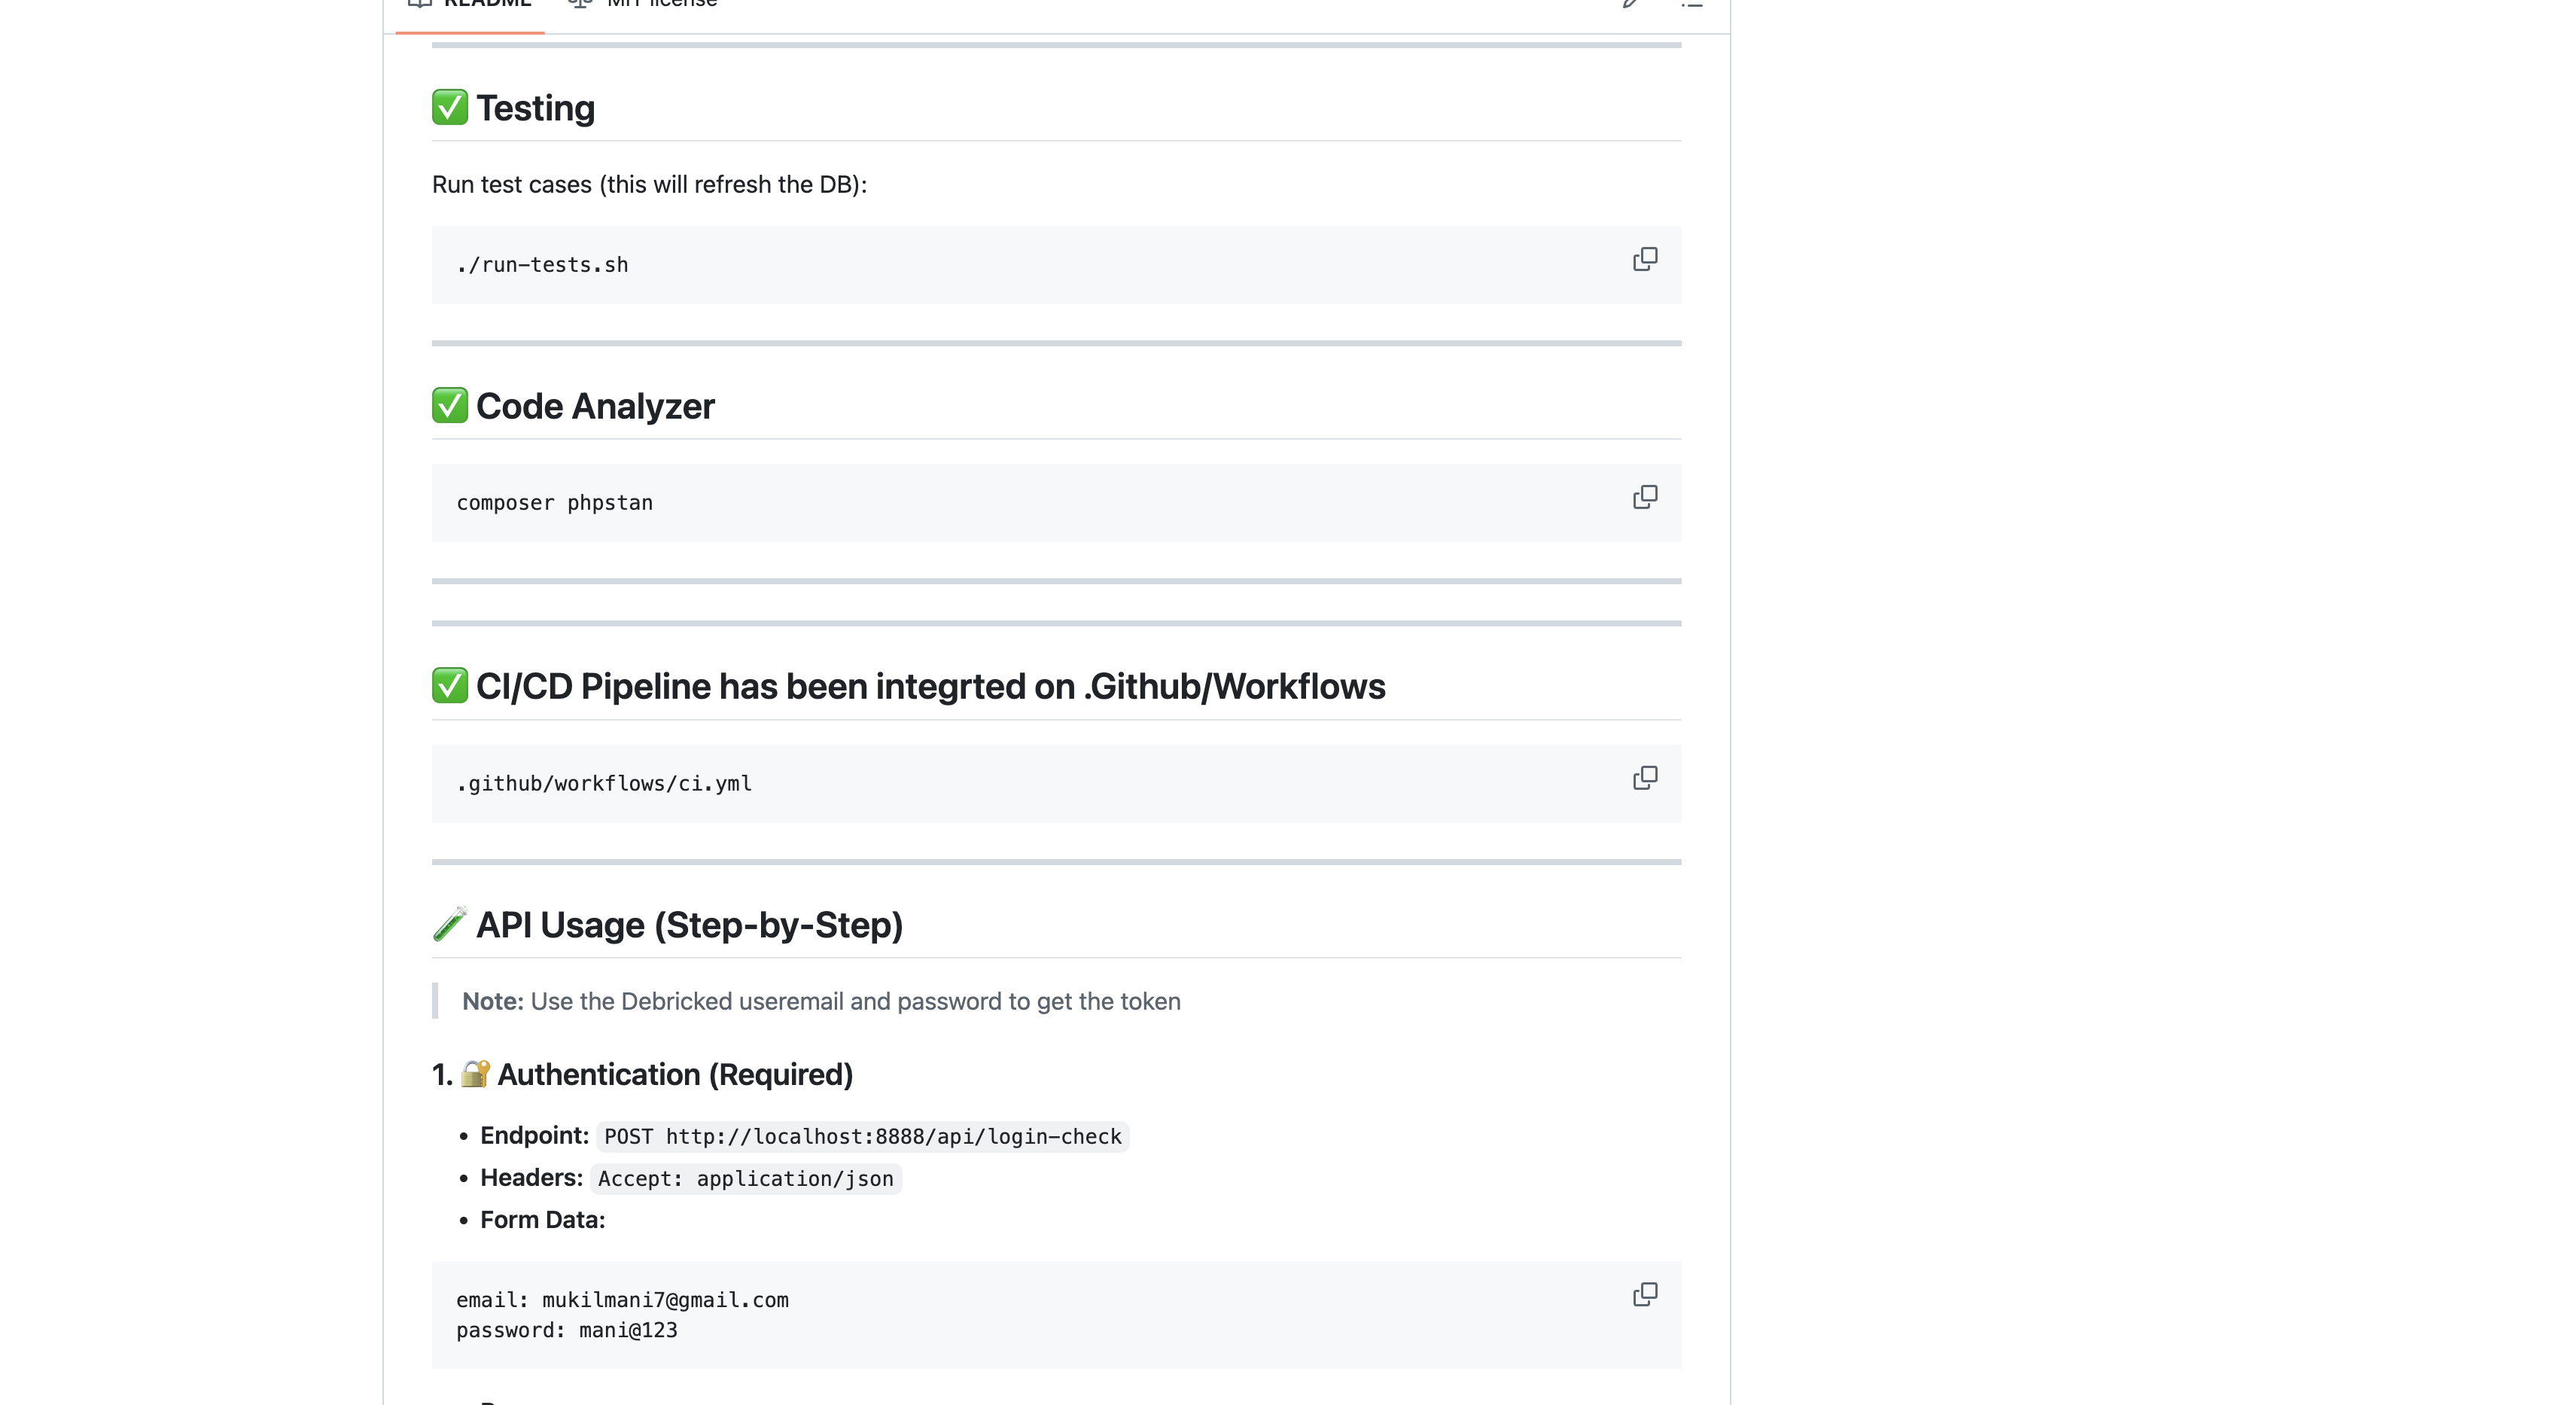 README MIT license
✅ Testing
Run test cases (this will refresh the DB):
./run-tests.sh
✅ Code Analyzer
composer phpstan
✅ CI/CD Pipeline has been integrted on .Github/Workflows
.github/workflows/ci.yml
🧪 API Usage (Step-by-Step)
Note: Use the Debricked useremail and password to get the token
1. 🔐 Authentication (Required)
• Endpoint: POST http://localhost:8888/api/login-check
• Headers: Accept: application/json
• Form Data:
email: mukilmani7@gmail.com
password: mani@123